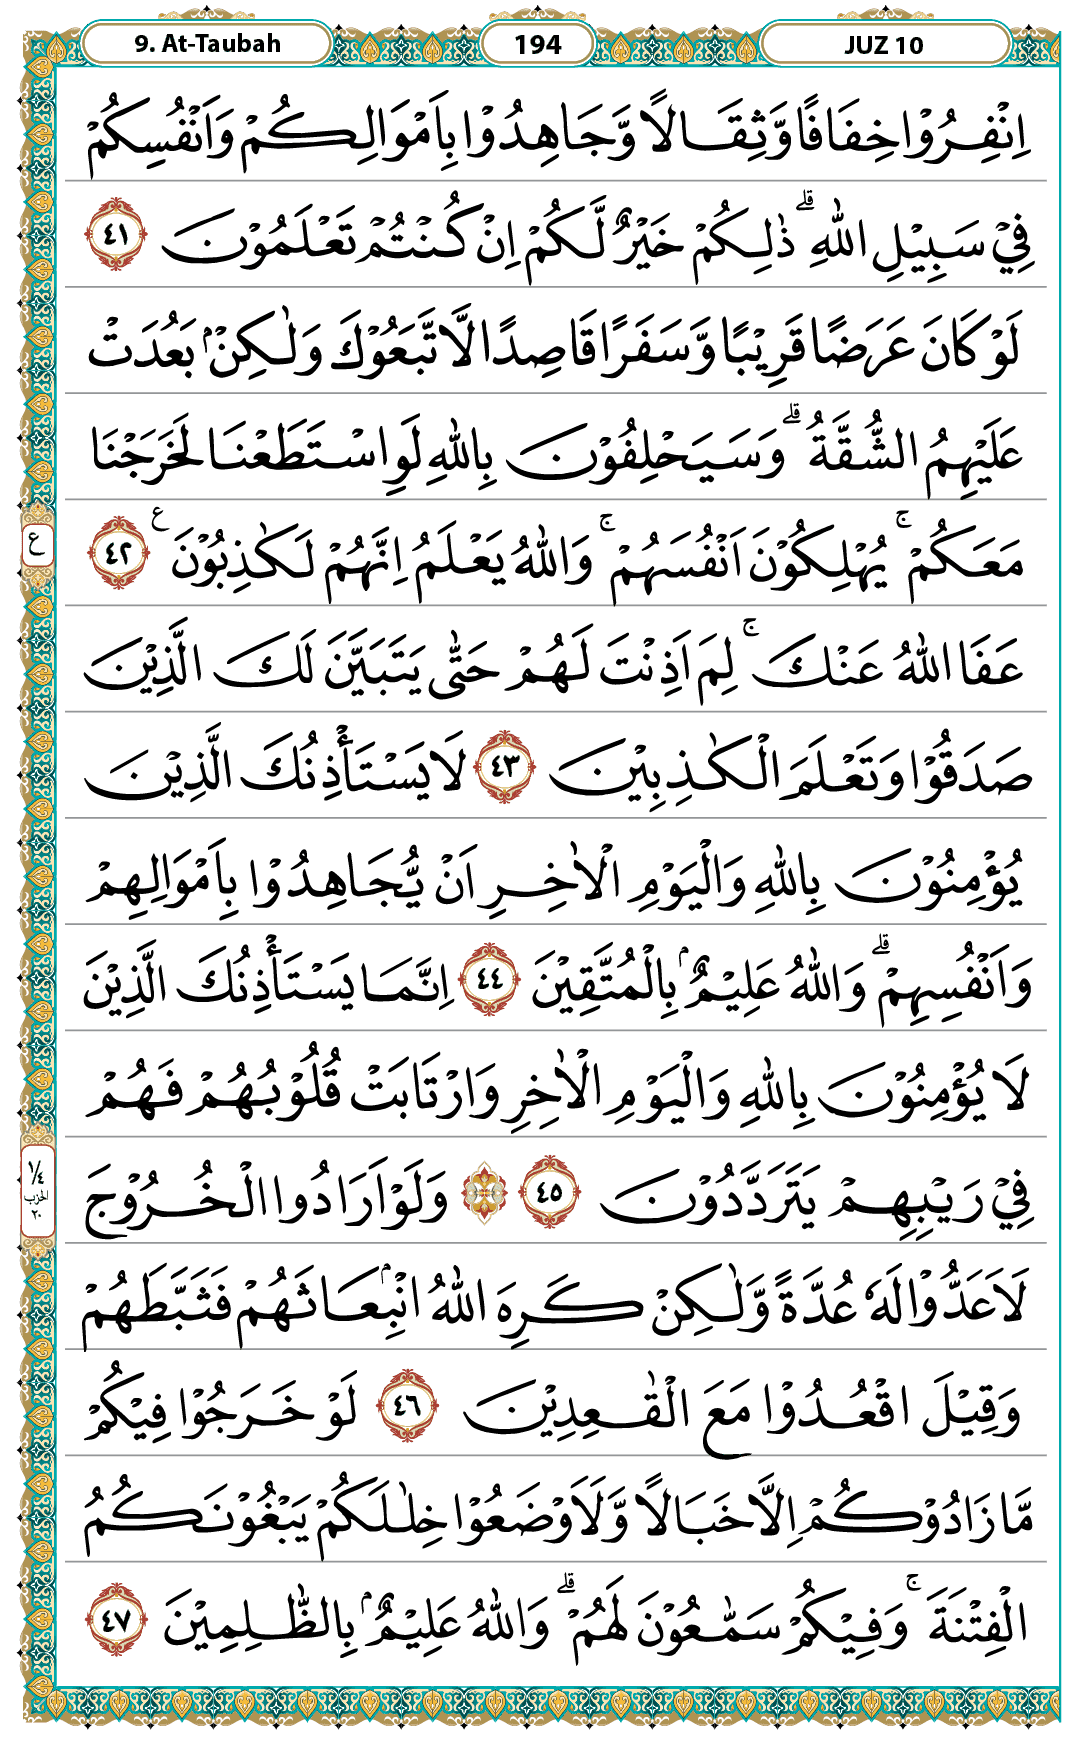 9. At-Taubah
194
JUZ 10
اِنْفِرُوْا خِفَافًا وَّثِقَالًا وَّجَاهِدُوْا بِاَمْوَالِكُمْ وَاَنْفُسِكُمْ
فِيْ سَبِيْلِ اللّٰهِ ۗ ذٰلِكُمْ خَيْرٌ لَّكُمْ اِنْ كُنْتُمْ تَعْلَمُوْنَ ٤١
لَوْ كَانَ عَرَضًا قَرِيْبًا وَّسَفَرًا قَاصِدًا لَّاتَّبَعُوْكَ وَلٰكِنْۢ بَعُدَتْ
عَلَيْهِمُ الشُّقَّةُ ۗ وَسَيَحْلِفُوْنَ بِاللّٰهِ لَوِاسْتَطَعْنَا لَخَرَجْنَا
مَعَكُمْ ۚ يُهْلِكُوْنَ اَنْفُسَهُمْ ۚ وَاللّٰهُ يَعْلَمُ اِنَّهُمْ لَكٰذِبُوْنَ ࣖ ٤٢
ع
عَفَا اللّٰهُ عَنْكَ ۚ لِمَ اَذِنْتَ لَهُمْ حَتّٰى يَتَبَيَّنَ لَكَ الَّذِيْنَ
صَدَقُوْا وَتَعْلَمَ الْكٰذِبِيْنَ ٤٣ لَا يَسْتَأْذِنُكَ الَّذِيْنَ
يُؤْمِنُوْنَ بِاللّٰهِ وَالْيَوْمِ الْاٰخِرِ اَنْ يُّجَاهِدُوْا بِاَمْوَالِهِمْ
وَاَنْفُسِهِمْ ۗ وَاللّٰهُ عَلِيْمٌۢ بِالْمُتَّقِيْنَ ٤٤ اِنَّمَا يَسْتَأْذِنُكَ الَّذِيْنَ
لَا يُؤْمِنُوْنَ بِاللّٰهِ وَالْيَوْمِ الْاٰخِرِ وَارْتَابَتْ قُلُوْبُهُمْ فَهُمْ
فِيْ رَيْبِهِمْ يَتَرَدَّدُوْنَ ٤٥ ۞ وَلَوْ اَرَادُوا الْخُرُوْجَ
١/٤
الحزب
٢٠
لَاَعَدُّوْا لَهٗ عُدَّةً وَّلٰكِنْ كَرِهَ اللّٰهُ انْۢبِعَاثَهُمْ فَثَبَّطَهُمْ
وَقِيْلَ اقْعُدُوْا مَعَ الْقٰعِدِيْنَ ٤٦ لَوْ خَرَجُوْا فِيْكُمْ
مَّا زَادُوْكُمْ اِلَّا خَبَالًا وَّلَاَوْضَعُوْا خِلٰلَكُمْ يَبْغُوْنَكُمُ
الْفِتْنَةَ ۚ وَفِيْكُمْ سَمّٰعُوْنَ لَهُمْ ۗ وَاللّٰهُ عَلِيْمٌۢ بِالظّٰلِمِيْنَ ٤٧